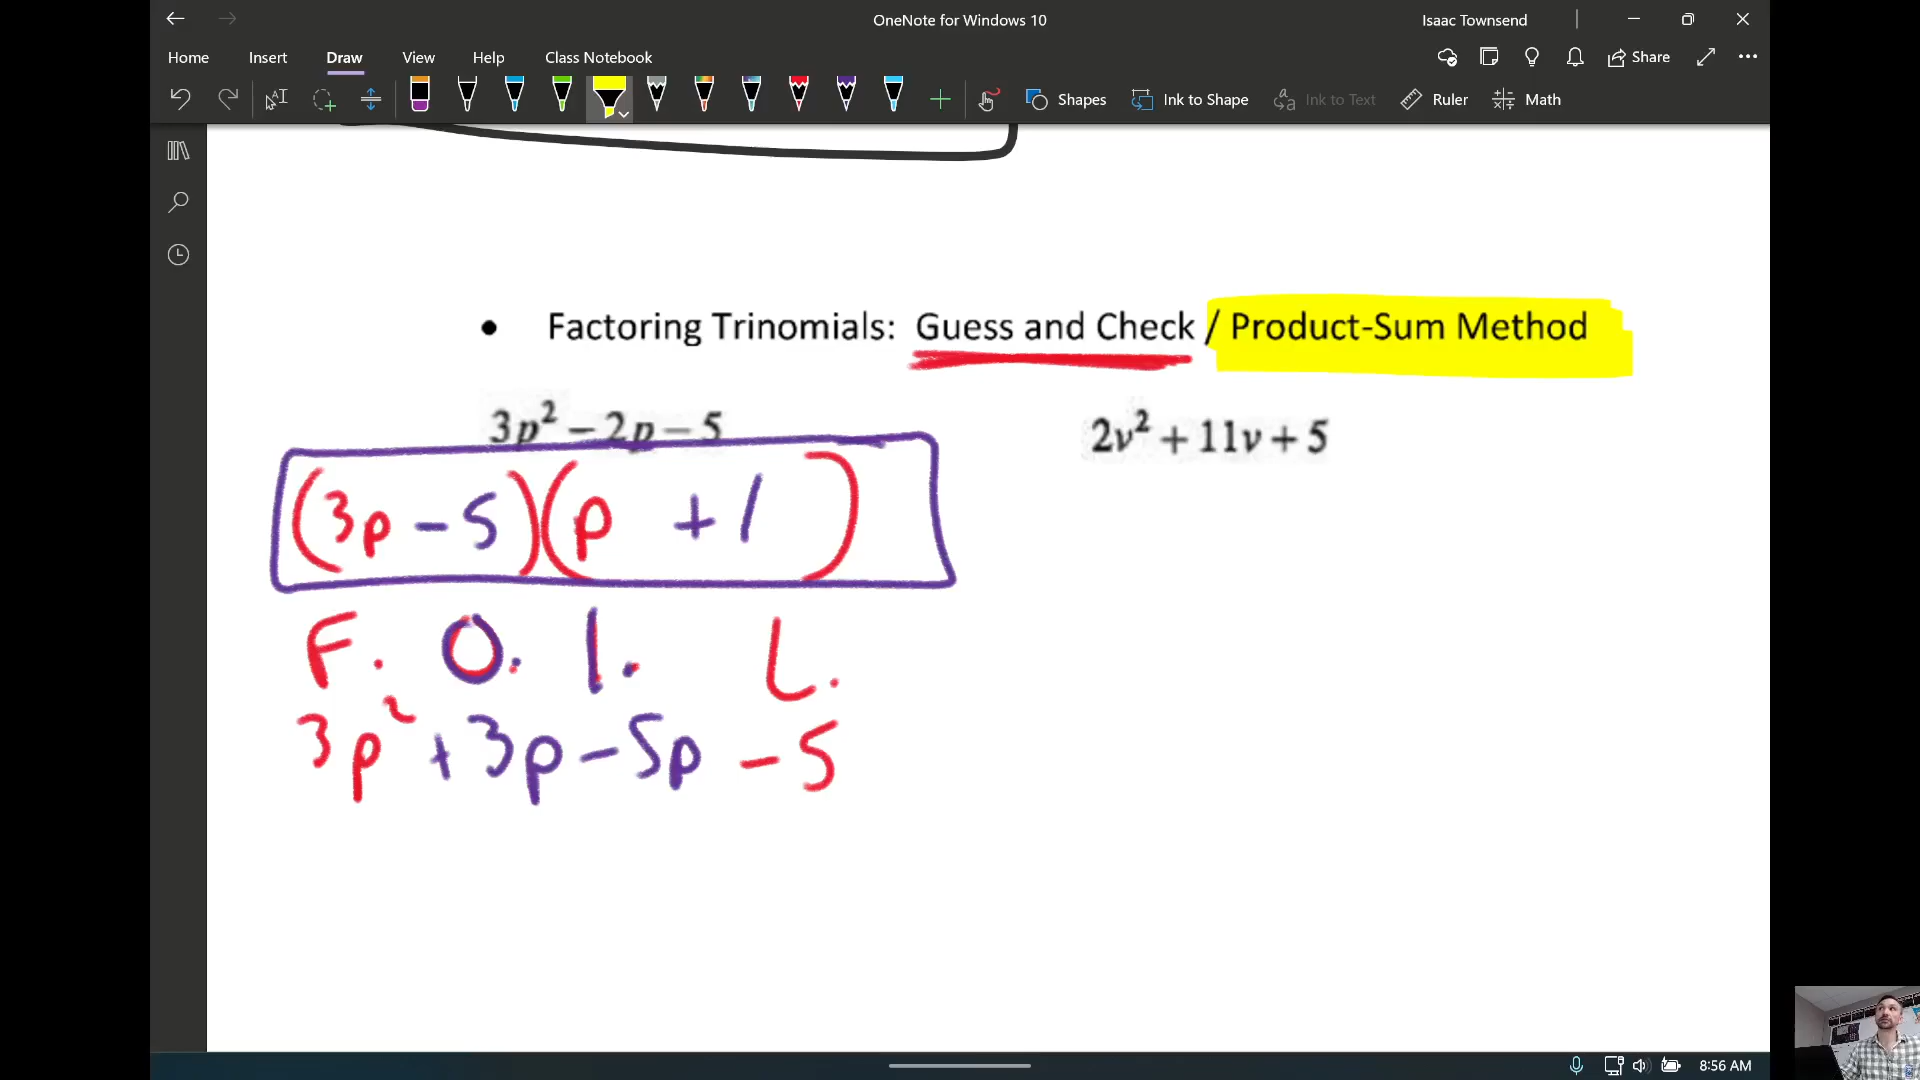 OneNote for Windows 10
Isaac Townsend
Home Insert Draw View Help Class Notebook
Share
Shapes Ink to Shape Ink to Text Ruler Math
• Factoring Trinomials: Guess and Check / Product-Sum Method
3p² − 2p − 5
2v² + 11v + 5
(3p − 5)(p + 1)
F. O. I. L.
3p² + 3p − 5p − 5
8:56 AM